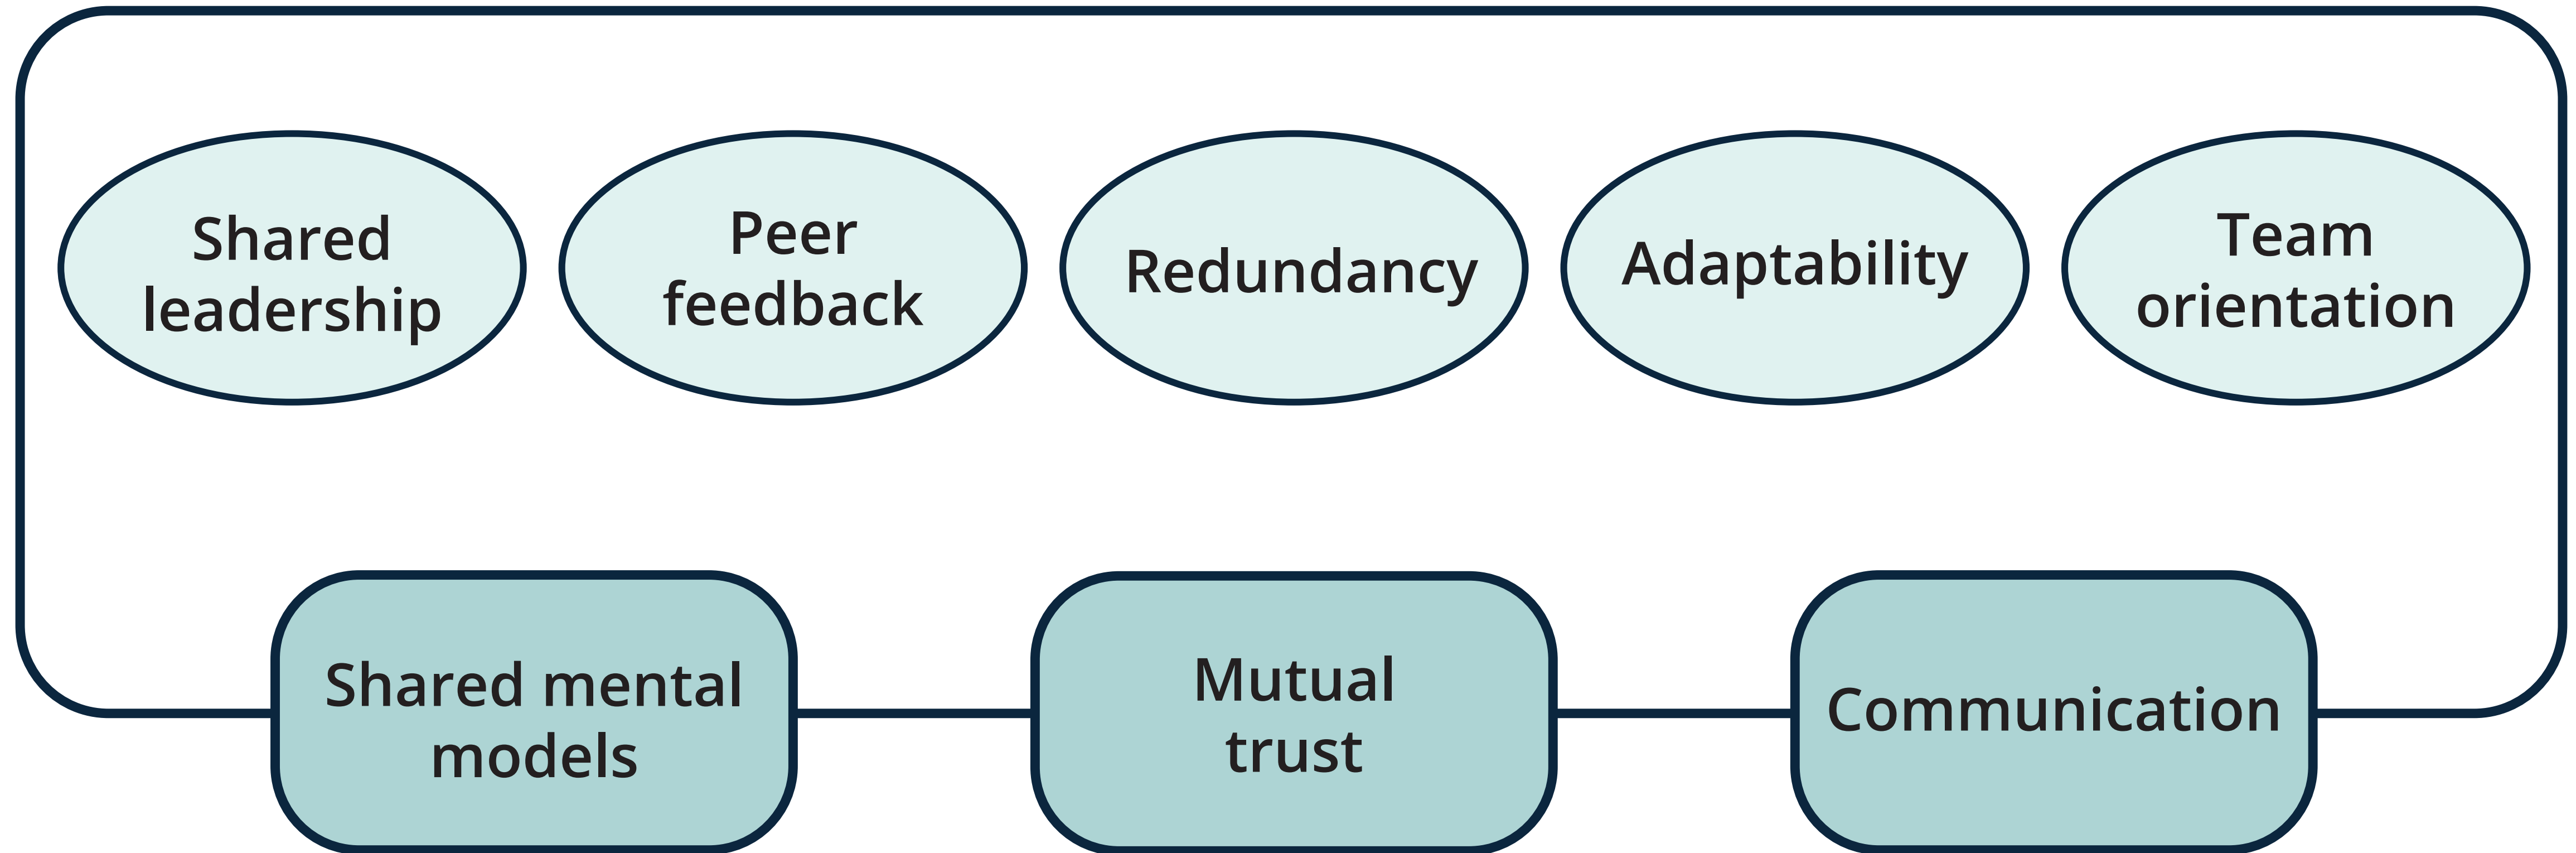 Shared
leadership
Peer
feedback
Redundancy
Adaptability
Team
orientation
Shared mental
models
Mutual
trust
Communication